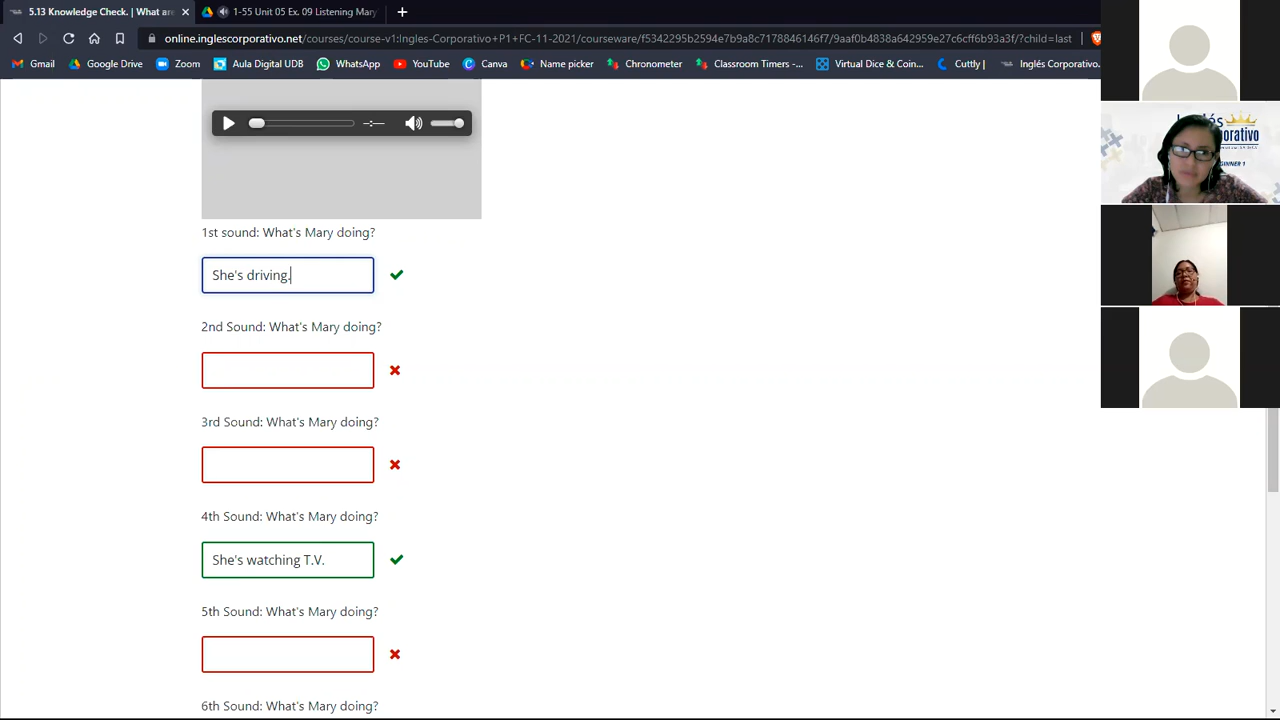 5.13 Knowledge Check. | What are
1-55 Unit 05 Ex. 09 Listening Mary
online.inglescorporativo.net/courses/course-v1:Ingles-Corporativo+P1+FC-11-2021/courseware/f5342295b2594e7b9a8c7178846146f7/9aaf0b4838a642959e27c6cff6b93a3f/?child=last
Gmail
Google Drive
Zoom
Aula Digital UDB
WhatsApp
YouTube
Canva
Name picker
Chronometer
Classroom Timers -...
Virtual Dice & Coin...
Cuttly |
Inglés Corporativo.
-:--
1st sound: What's Mary doing?
She's driving.
2nd Sound: What's Mary doing?
3rd Sound: What's Mary doing?
4th Sound: What's Mary doing?
She's watching T.V.
5th Sound: What's Mary doing?
6th Sound: What's Mary doing?